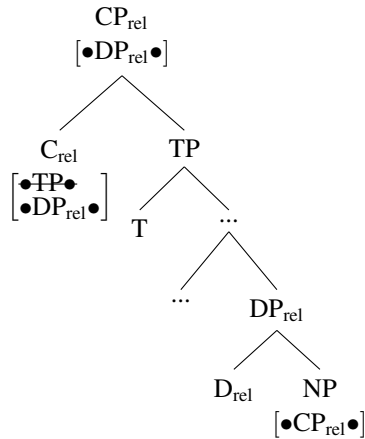 CPrel
[•DPrel•]
Crel TP
[•TP•
•DPrel•]
T ...
... DPrel
Drel NP
[•CPrel•]